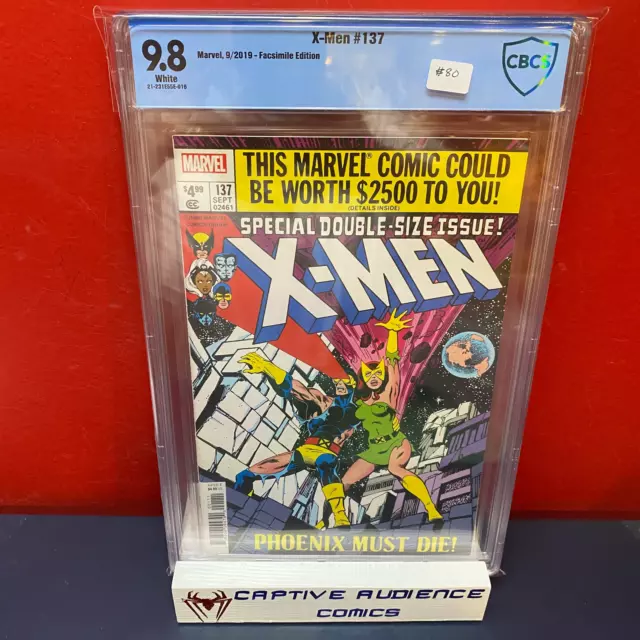 X-Men #137
9.8
White
Marvel, 9/2019 - Facsimile Edition
#80
CBCS
MARVEL
$4.99
137
SEPT
02461
THIS MARVEL® COMIC COULD
BE WORTH $2500 TO YOU!
(DETAILS INSIDE)
SPECIAL DOUBLE-SIZE ISSUE!
X-MEN
PHOENIX MUST DIE!
CAPTIVE AUDIENCE
COMICS